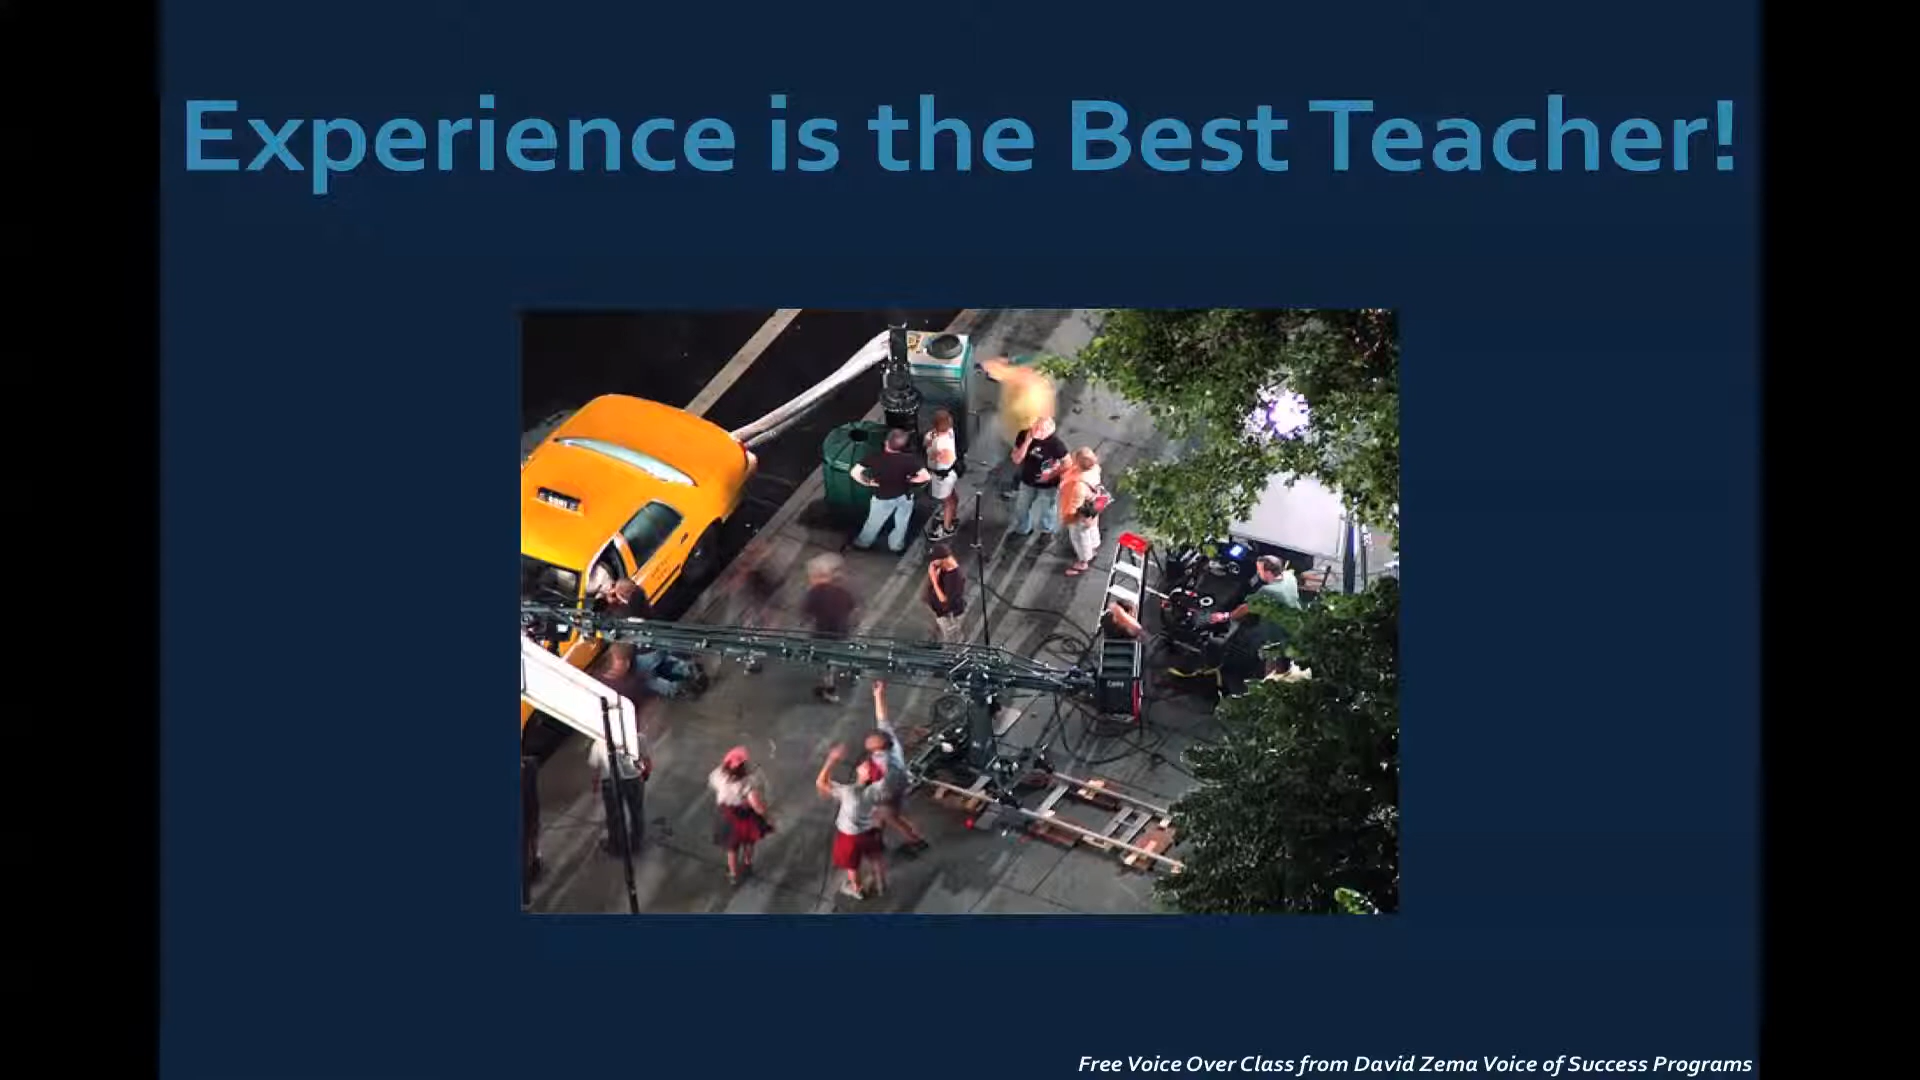 Experience is the Best Teacher!
Free Voice Over Class from David Zema Voice of Success Programs